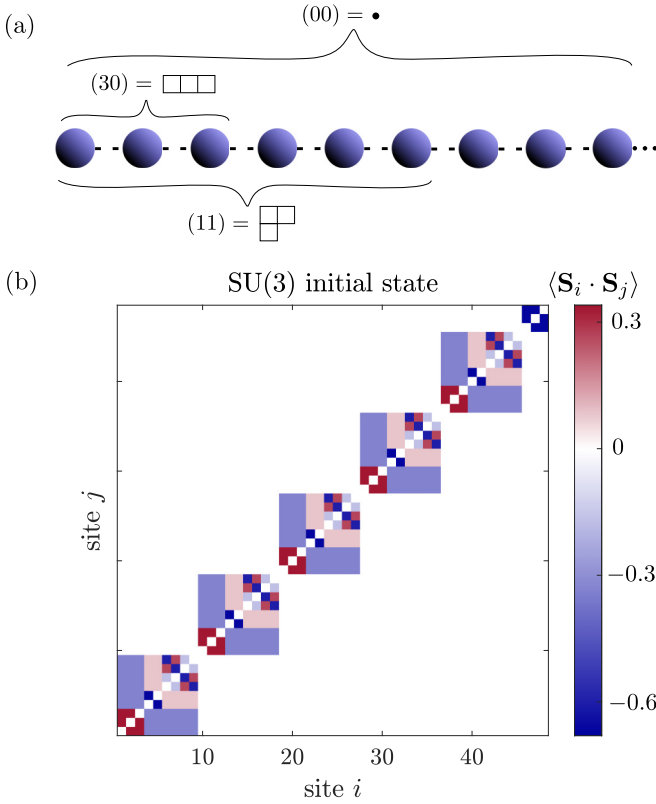 (a)
(00) = •
(30) =
(11) =
(b)
SU(3) initial state
⟨S_i · S_j⟩
0.3
0
−0.3
−0.6
site j
10
20
30
40
site i